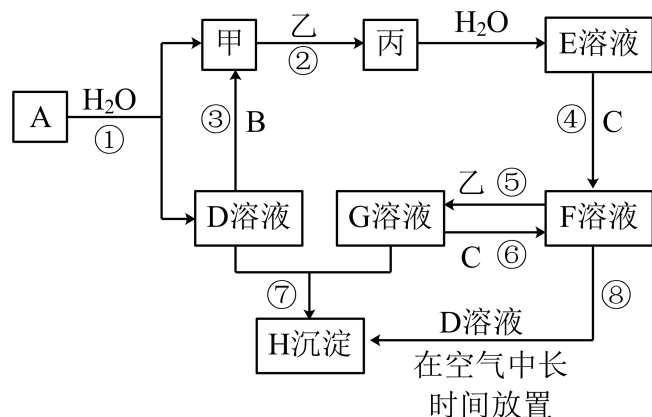 甲
乙
②
丙
H₂O
E溶液
A
H₂O
①
③
B
④
C
D溶液
G溶液
乙
⑤
C
⑥
F溶液
⑦
⑧
H沉淀
D溶液
在空气中长
时间放置